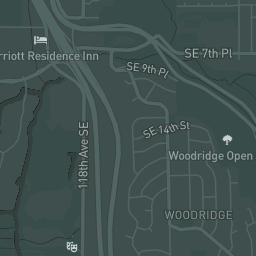 SE 7th Pl
rriott Residence Inn
SE 9th Pl
118th Ave SE
SE 14th St
Woodridge Open
WOODRIDGE